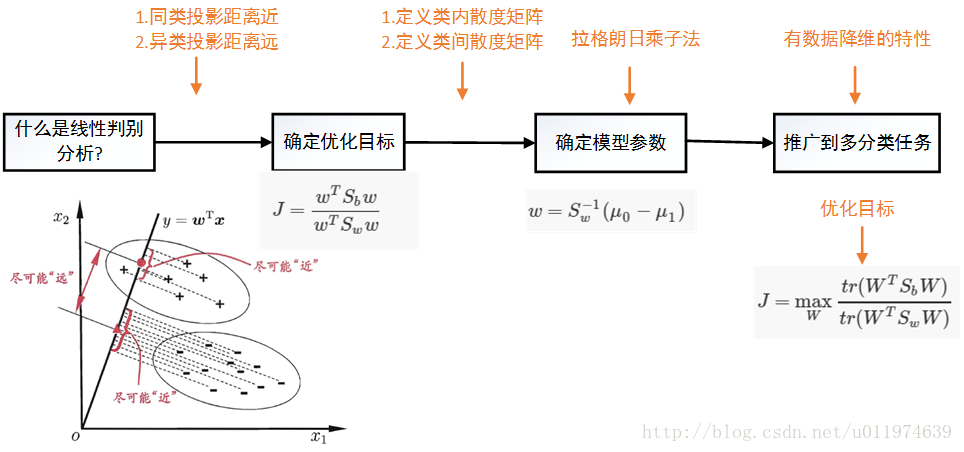 1.同类投影距离近
2.异类投影距离远
1.定义类内散度矩阵
2.定义类间散度矩阵
拉格朗日乘子法
有数据降维的特性
什么是线性判别
分析?
确定优化目标
确定模型参数
推广到多分类任务
J = \frac{w^T S_b w}{w^T S_w w}
w = S_w^{-1}(μ_0 − μ_1)
优化目标
J = \max_W \frac{tr(W^T S_b W)}{tr(W^T S_w W)}
x_2
y = w^T x
尽可能“远”
尽可能“近”
尽可能“近”
o
x_1
http://blog.csdn.net/u011974639